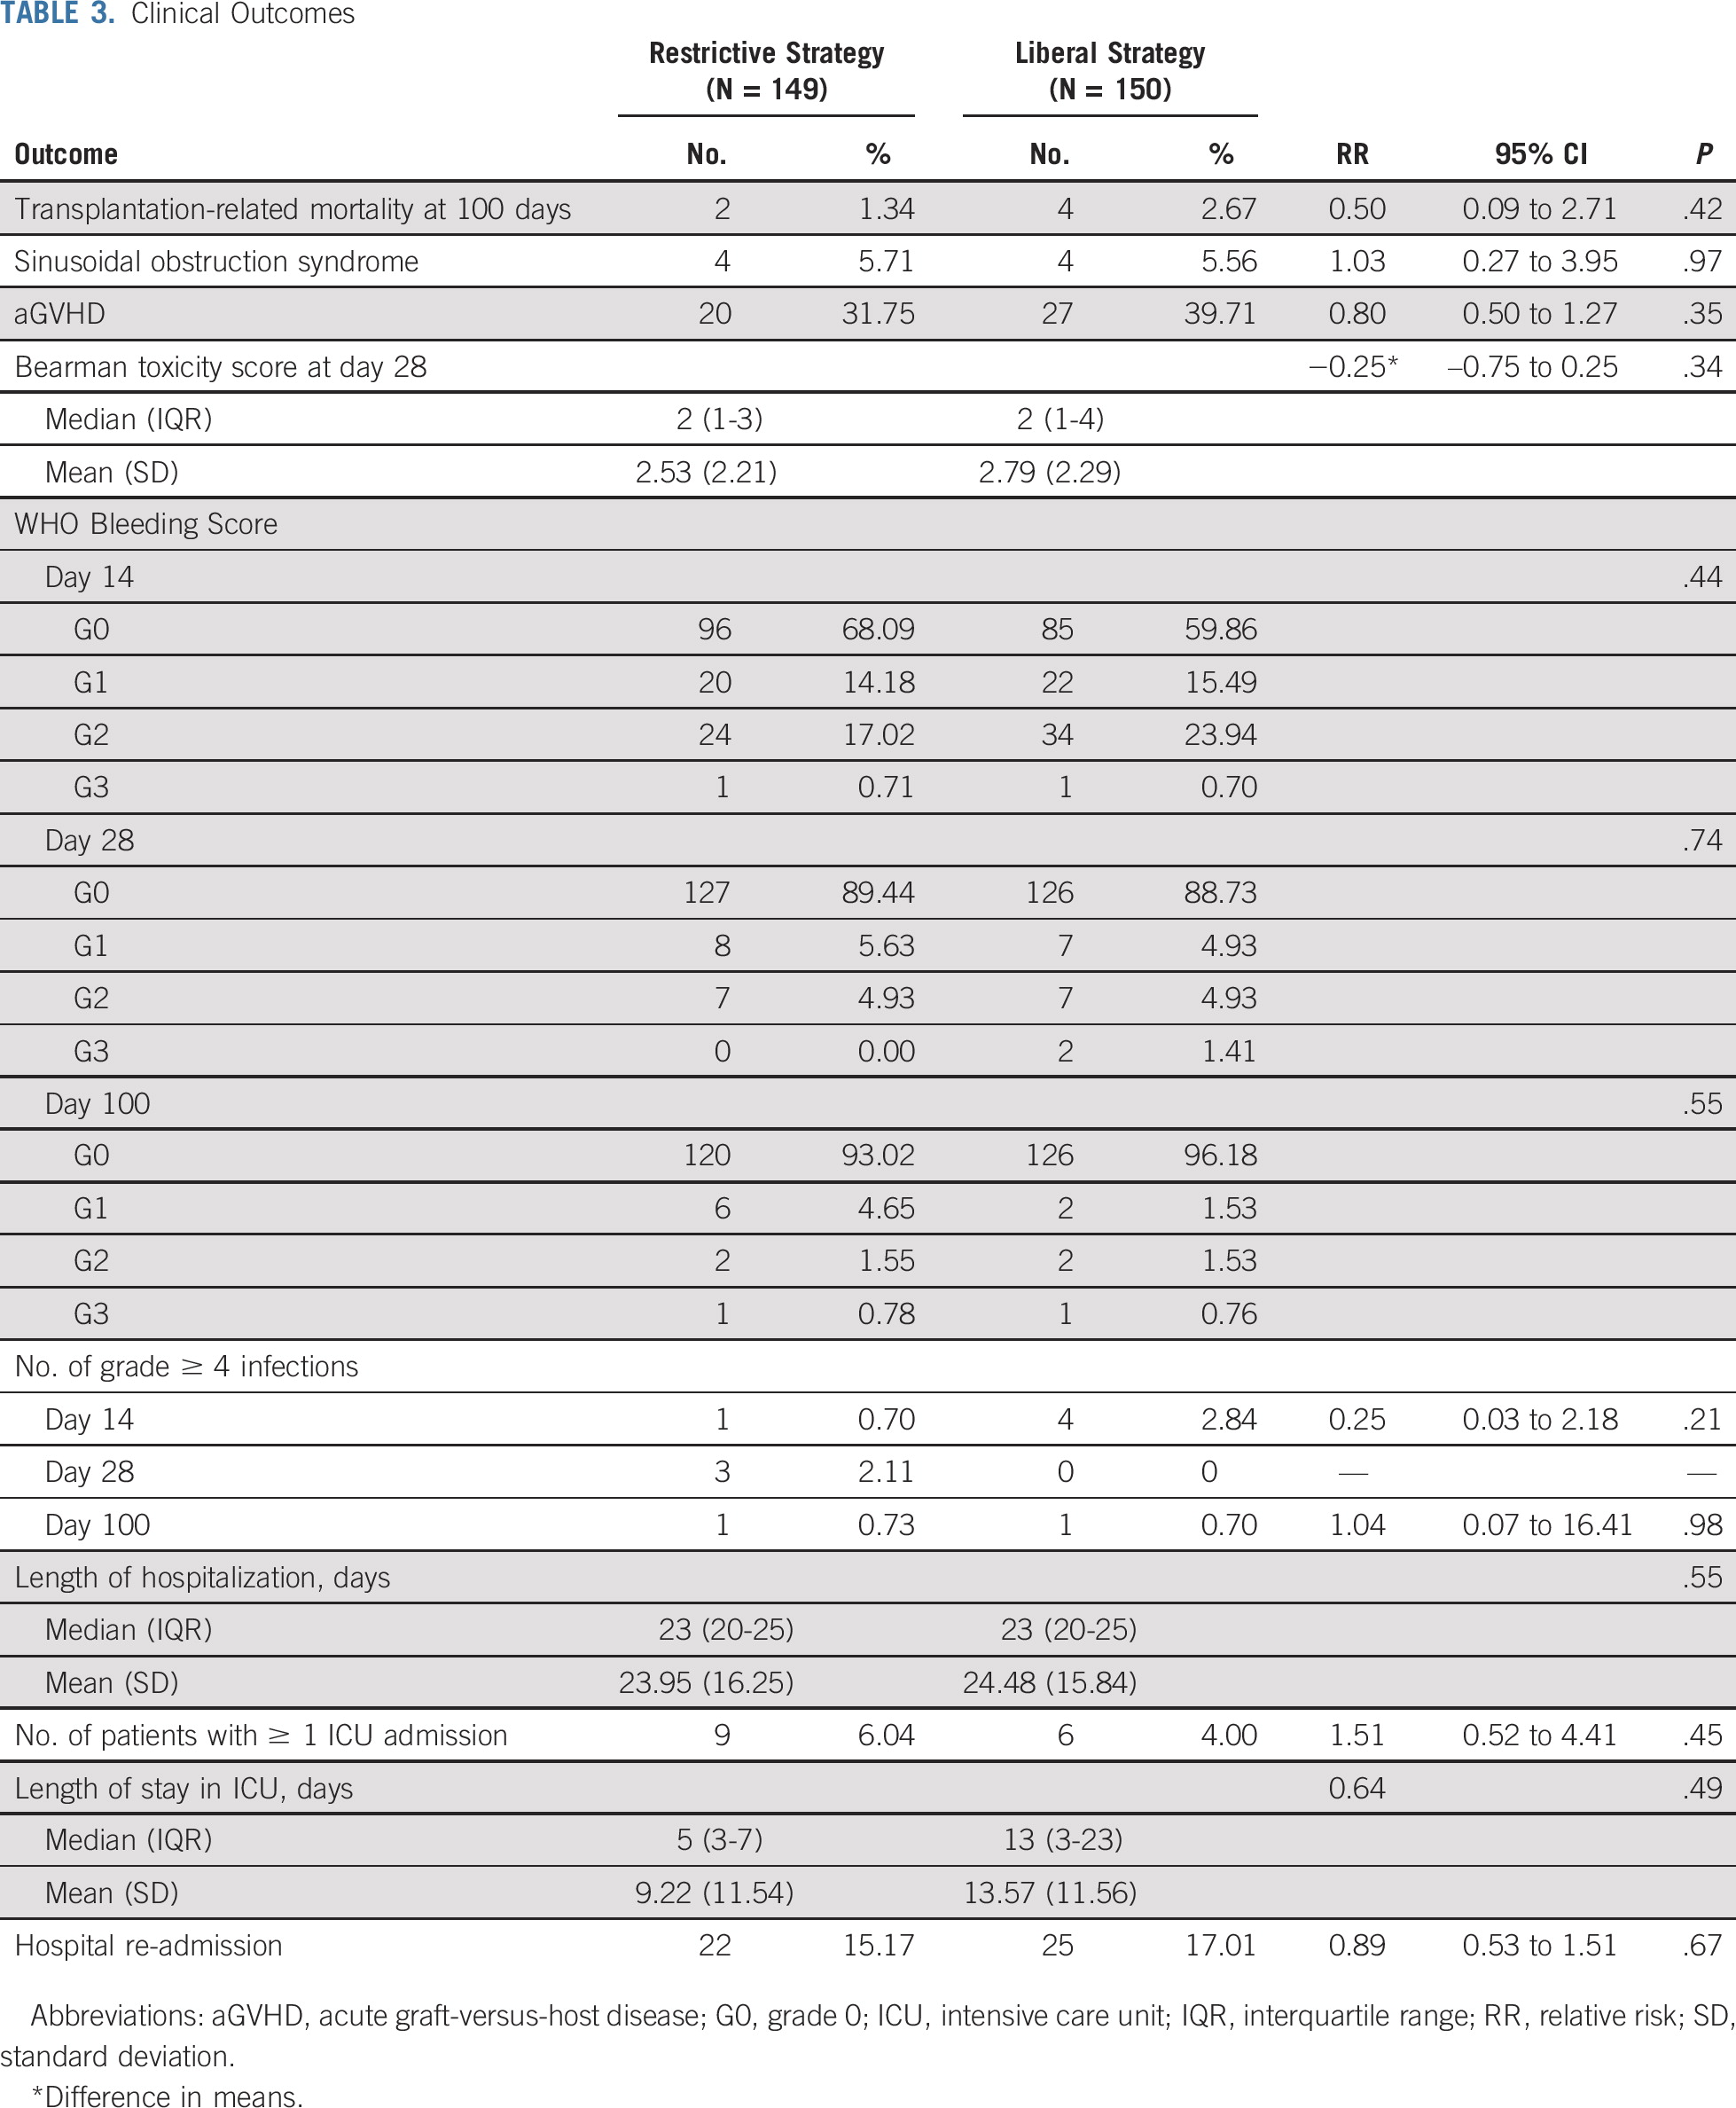 TABLE 3. Clinical Outcomes
Restrictive Strategy (N = 149) Liberal Strategy (N = 150)
Outcome No. % No. % RR 95% CI P
Transplantation-related mortality at 100 days 2 1.34 4 2.67 0.50 0.09 to 2.71 .42
Sinusoidal obstruction syndrome 4 5.71 4 5.56 1.03 0.27 to 3.95 .97
aGVHD 20 31.75 27 39.71 0.80 0.50 to 1.27 .35
Bearman toxicity score at day 28 −0.25* –0.75 to 0.25 .34
Median (IQR) 2 (1-3) 2 (1-4)
Mean (SD) 2.53 (2.21) 2.79 (2.29)
WHO Bleeding Score
Day 14 .44
G0 96 68.09 85 59.86
G1 20 14.18 22 15.49
G2 24 17.02 34 23.94
G3 1 0.71 1 0.70
Day 28 .74
G0 127 89.44 126 88.73
G1 8 5.63 7 4.93
G2 7 4.93 7 4.93
G3 0 0.00 2 1.41
Day 100 .55
G0 120 93.02 126 96.18
G1 6 4.65 2 1.53
G2 2 1.55 2 1.53
G3 1 0.78 1 0.76
No. of grade ≥ 4 infections
Day 14 1 0.70 4 2.84 0.25 0.03 to 2.18 .21
Day 28 3 2.11 0 0 — —
Day 100 1 0.73 1 0.70 1.04 0.07 to 16.41 .98
Length of hospitalization, days .55
Median (IQR) 23 (20-25) 23 (20-25)
Mean (SD) 23.95 (16.25) 24.48 (15.84)
No. of patients with ≥ 1 ICU admission 9 6.04 6 4.00 1.51 0.52 to 4.41 .45
Length of stay in ICU, days 0.64 .49
Median (IQR) 5 (3-7) 13 (3-23)
Mean (SD) 9.22 (11.54) 13.57 (11.56)
Hospital re-admission 22 15.17 25 17.01 0.89 0.53 to 1.51 .67
Abbreviations: aGVHD, acute graft-versus-host disease; G0, grade 0; ICU, intensive care unit; IQR, interquartile range; RR, relative risk; SD,
standard deviation.
*Difference in means.